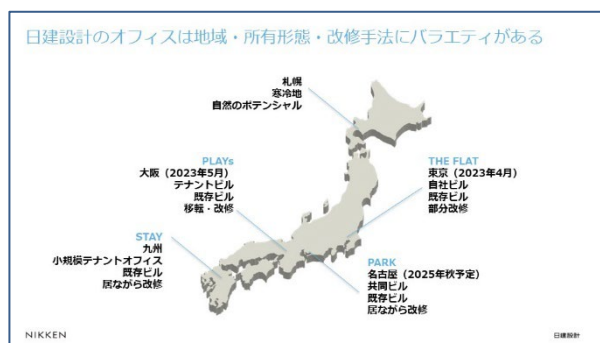 日建設計のオフィスは地域・所有形態・改修手法にバラエティがある
札幌
寒冷地
自然のポテンシャル
PLAYs
大阪（2023年5月）
テナントビル
既存ビル
移転・改修
THE FLAT
東京（2023年4月）
自社ビル
既存ビル
部分改修
STAY
九州
小規模テナントオフィス
既存ビル
居ながら改修
PARK
名古屋（2025年秋予定）
共同ビル
既存ビル
居ながら改修
NIKKEN
日建設計